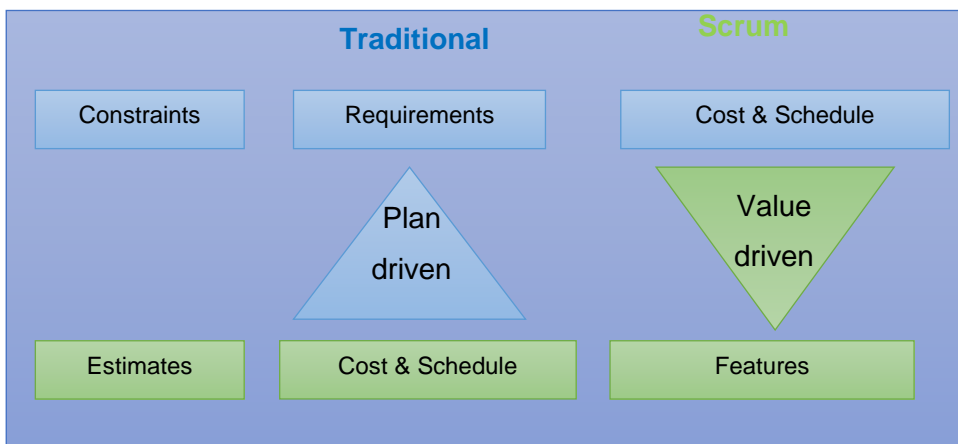 Traditional
Scrum
Constraints
Requirements
Cost & Schedule
Plan
driven
Value
driven
Estimates
Cost & Schedule
Features